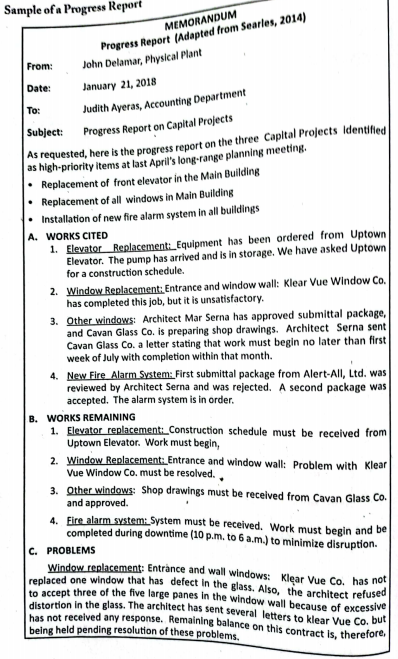 Sample of a Progress Report
MEMORANDUM
Progress Report (Adapted from Searles, 2014)
From: John Delamar, Physical Plant
Date: January 21, 2018
To: Judith Ayeras, Accounting Department
Subject: Progress Report on Capital Projects
As requested, here is the progress report on the three Capital Projects Identified
as high-priority items at last April's long-range planning meeting.
• Replacement of front elevator in the Main Building
• Replacement of all windows in Main Building
• Installation of new fire alarm system in all buildings
A. WORKS CITED
1. Elevator Replacement: Equipment has been ordered from Uptown
Elevator. The pump has arrived and is in storage. We have asked Uptown
for a construction schedule.
2. Window Replacement: Entrance and window wall: Klear Vue Window Co.
has completed this job, but it is unsatisfactory.
3. Other windows: Architect Mar Serna has approved submittal package,
and Cavan Glass Co. is preparing shop drawings. Architect Serna sent
Cavan Glass Co. a letter stating that work must begin no later than first
week of July with completion within that month.
4. New Fire Alarm System: First submittal package from Alert-All, Ltd. was
reviewed by Architect Serna and was rejected. A second package was
accepted. The alarm system is in order.
B. WORKS REMAINING
1. Elevator replacement: Construction schedule must be received from
Uptown Elevator. Work must begin,
2. Window Replacement: Entrance and window wall: Problem with Klear
Vue Window Co. must be resolved.
3. Other windows: Shop drawings must be received from Cavan Glass Co.
and approved.
4. Fire alarm system: System must be received. Work must begin and be
completed during downtime (10 p.m. to 6 a.m.) to minimize disruption.
C. PROBLEMS
Window replacement: Entrance and wall windows: Klear Vue Co. has not
replaced one window that has defect in the glass. Also, the architect refused
to accept three of the five large panes in the window wall because of excessive
distortion in the glass. The architect has sent several letters to klear Vue Co. but
has not received any response. Remaining balance on this contract is, therefore,
being held pending resolution of these problems.